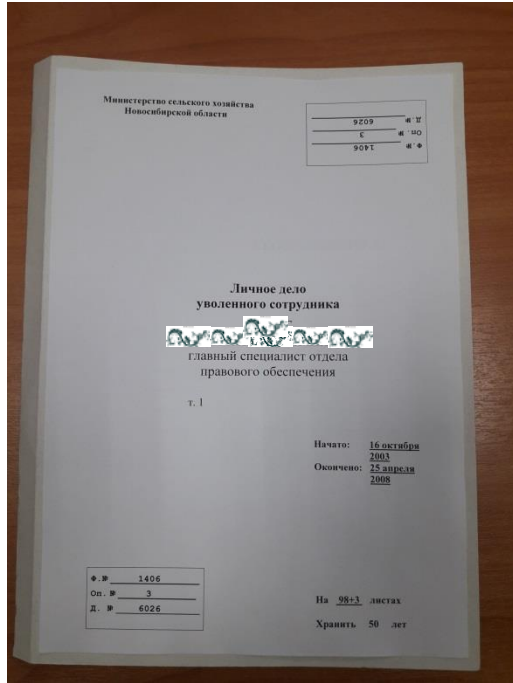 Министерство сельского хозяйства
Новосибирской области
Ф.№ 1406
Оп. № 3
Д.№ 6026
Личное дело
уволенного сотрудника
главный специалист отдела
правового обеспечения
т. 1
Начато: 16 октября
2003
Окончено: 25 апреля
2008
Ф.№ 1406
Оп.№ 3
Д. № 6026
На 98+3 листах
Хранить 50 лет